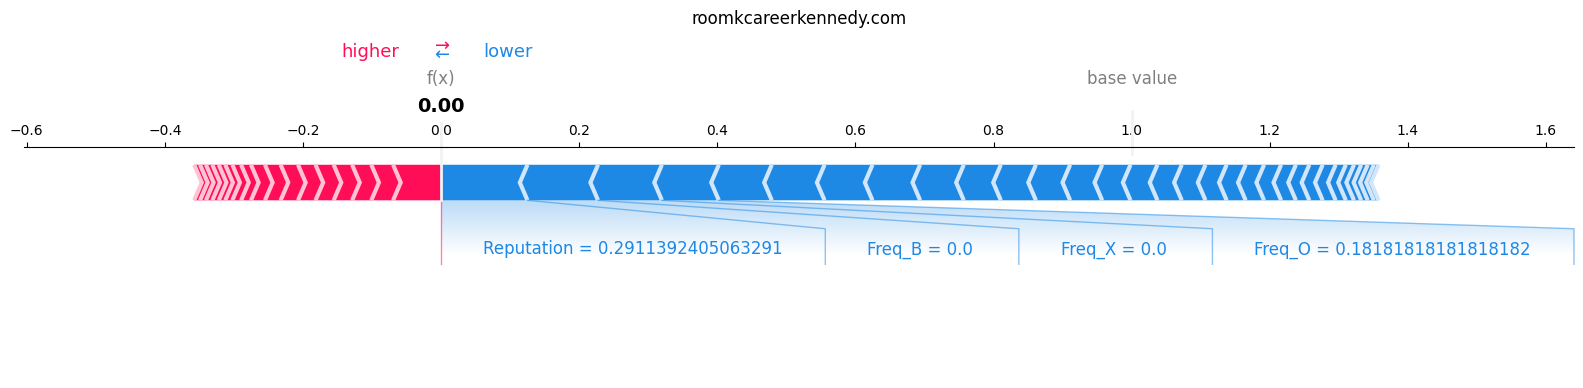 roomkcareerkennedy.com
higher ⇄ lower
f(x) base value
0.00
−0.6 −0.4 −0.2 0.0 0.2 0.4 0.6 0.8 1.0 1.2 1.4 1.6
Reputation = 0.2911392405063291 Freq_B = 0.0 Freq_X = 0.0 Freq_O = 0.18181818181818182